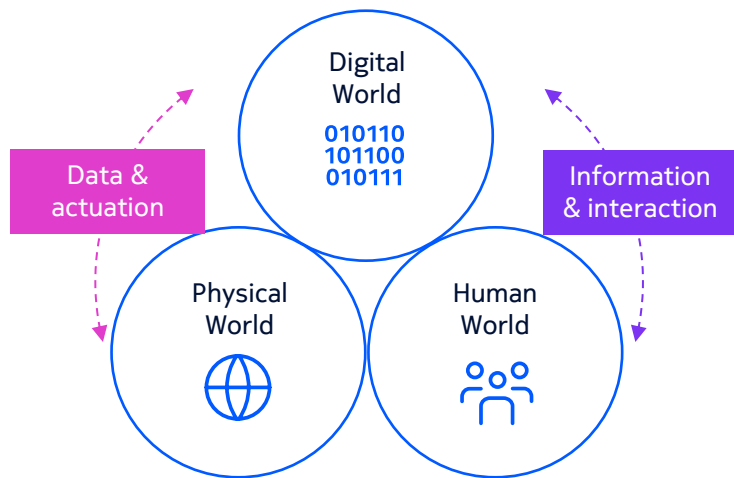 Digital
World
010110
101100
010111
Data &
actuation
Information
& interaction
Physical
World
Human
World